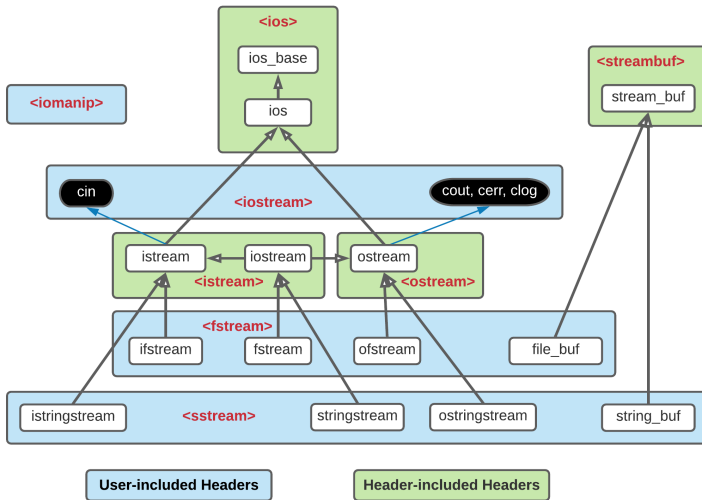 <ios>
ios_base
<streambuf>
stream_buf
<iomanip>
ios
cin
cout, cerr, clog
<iostream>
istream
iostream
ostream
<istream>
<ostream>
<fstream>
ifstream
fstream
ofstream
file_buf
istringstream
<sstream>
stringstream
ostringstream
string_buf
User-included Headers
Header-included Headers